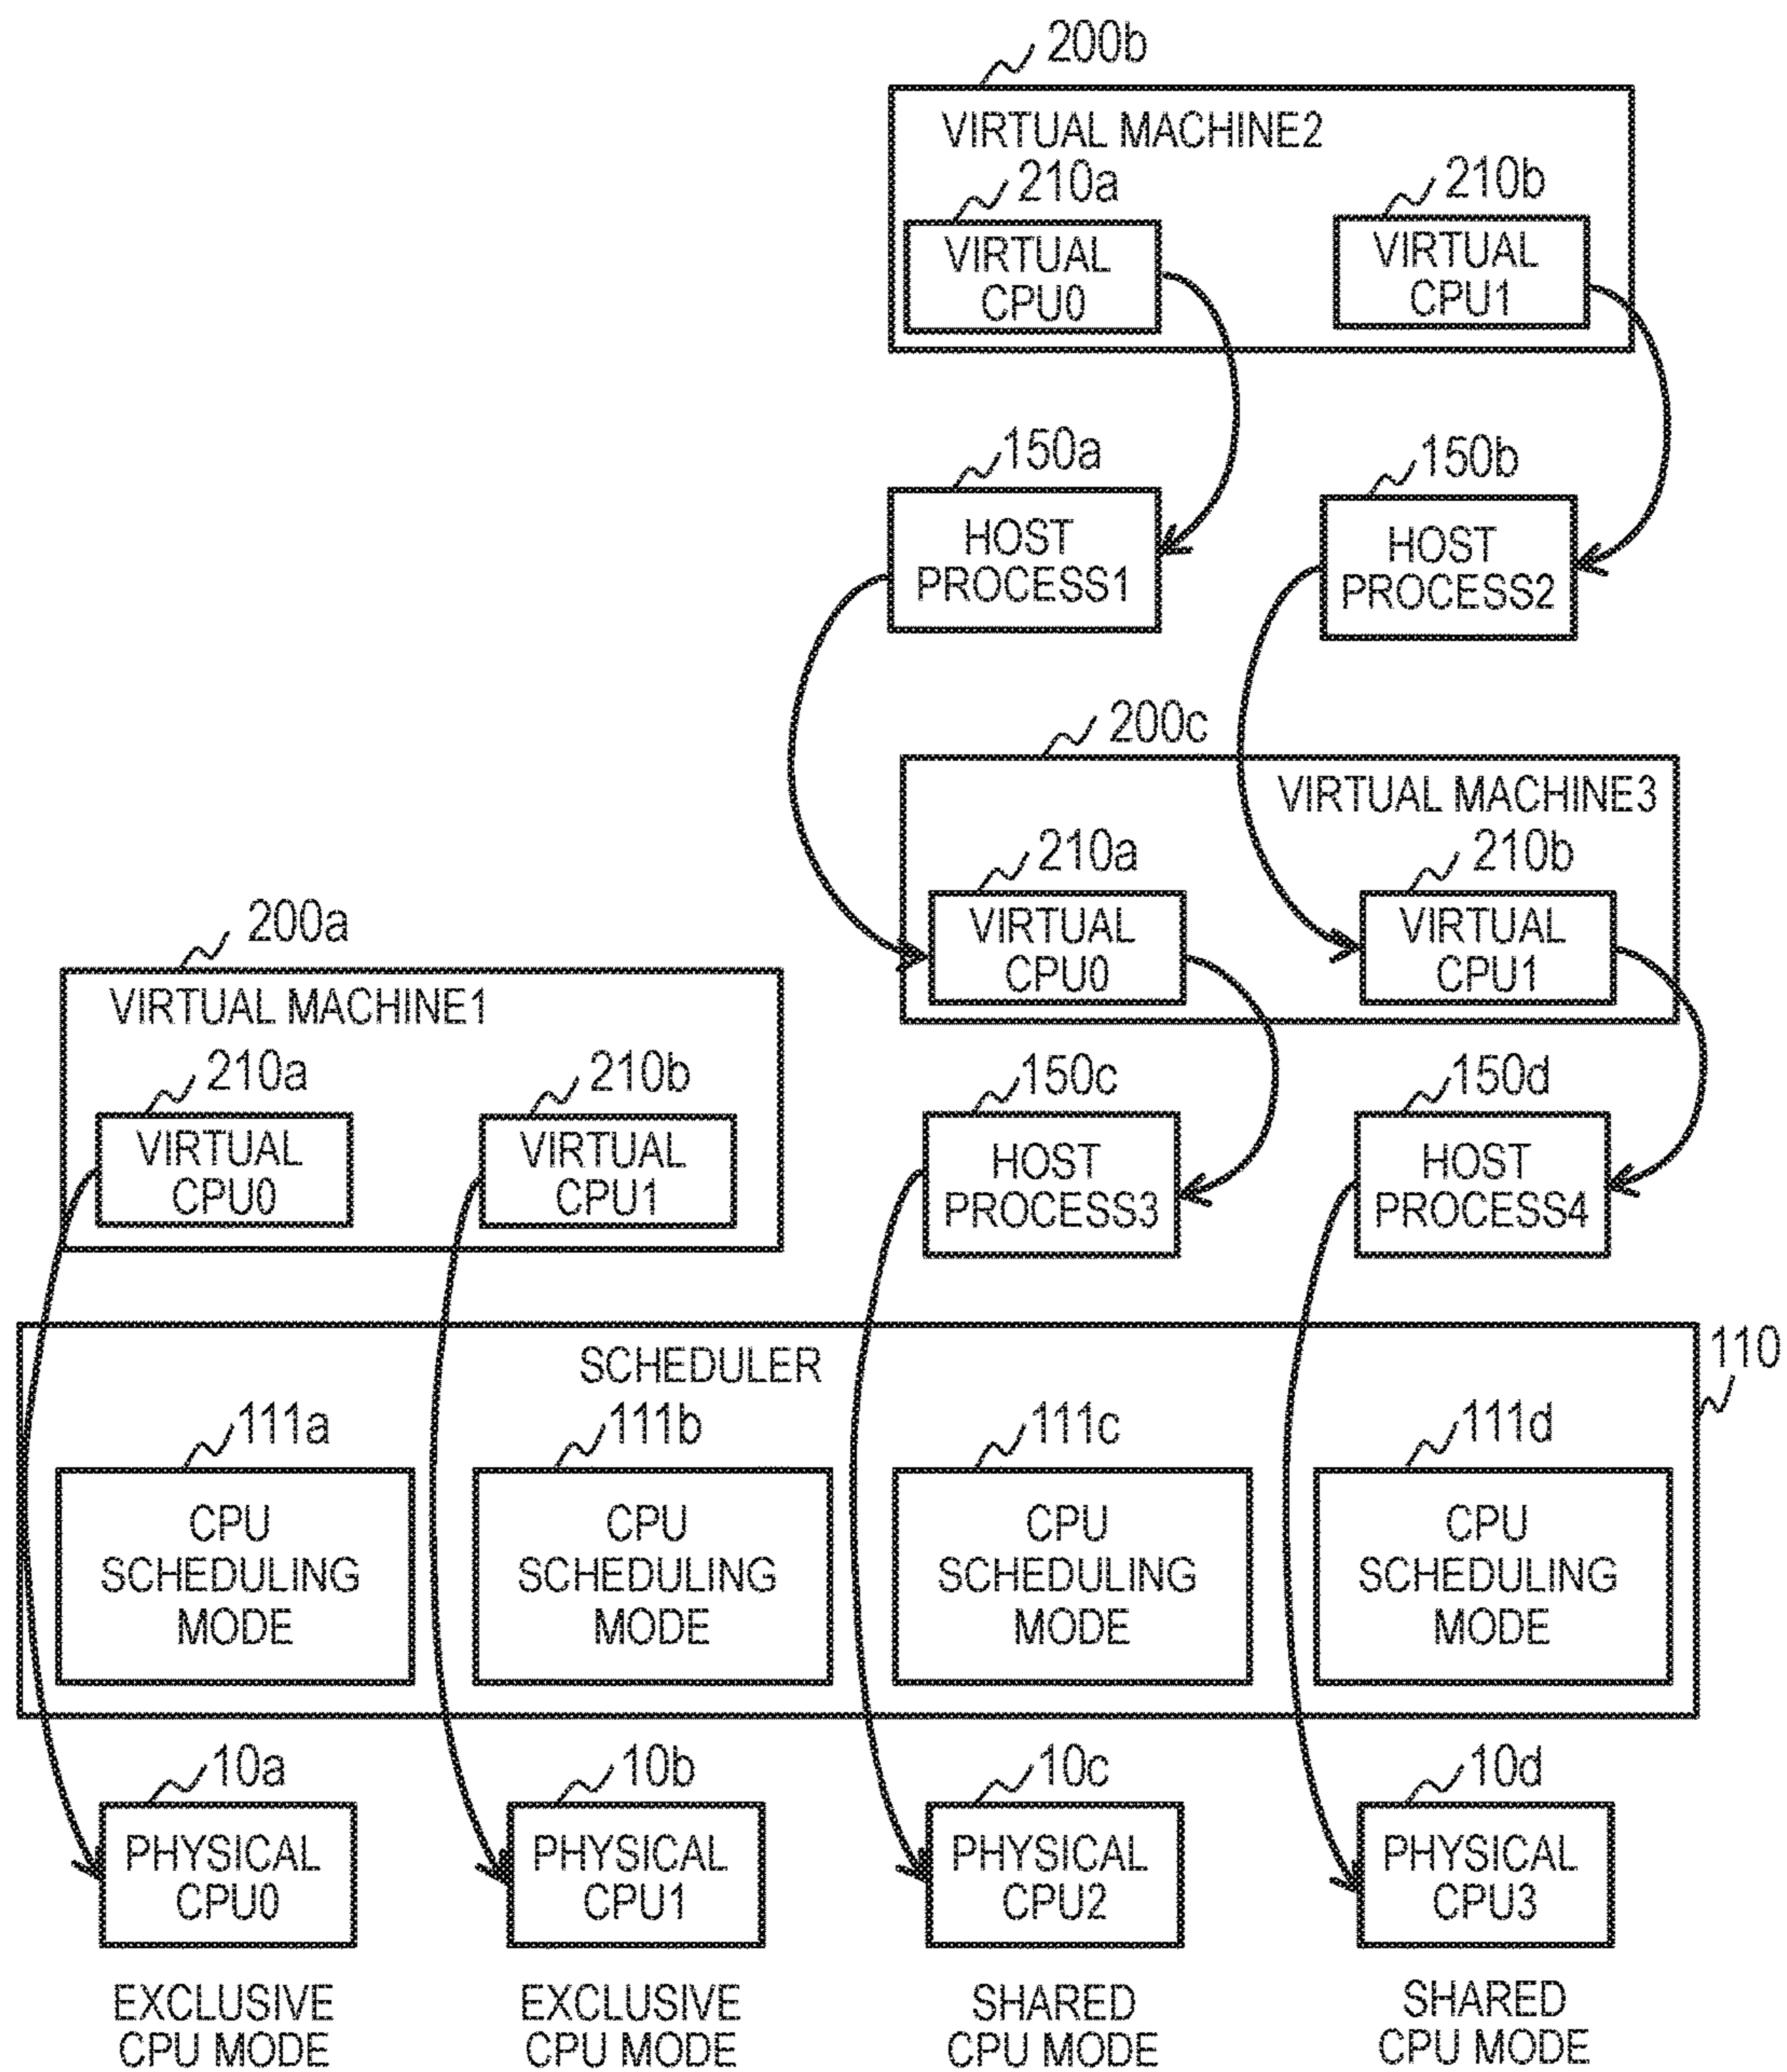 200b
VIRTUAL MACHINE2
210a
210b
VIRTUAL
CPU0
VIRTUAL
CPU1
150a
150b
HOST
PROCESS1
HOST
PROCESS2
200c
VIRTUAL MACHINE3
210a
210b
VIRTUAL
CPU0
VIRTUAL
CPU1
200a
VIRTUAL MACHINE1
210a
210b
VIRTUAL
CPU0
VIRTUAL
CPU1
150c
150d
HOST
PROCESS3
HOST
PROCESS4
SCHEDULER
110
111a
111b
111c
111d
CPU
SCHEDULING
MODE
CPU
SCHEDULING
MODE
CPU
SCHEDULING
MODE
CPU
SCHEDULING
MODE
10a
10b
10c
10d
PHYSICAL
CPU0
PHYSICAL
CPU1
PHYSICAL
CPU2
PHYSICAL
CPU3
EXCLUSIVE
CPU MODE
EXCLUSIVE
CPU MODE
SHARED
CPU MODE
SHARED
CPU MODE